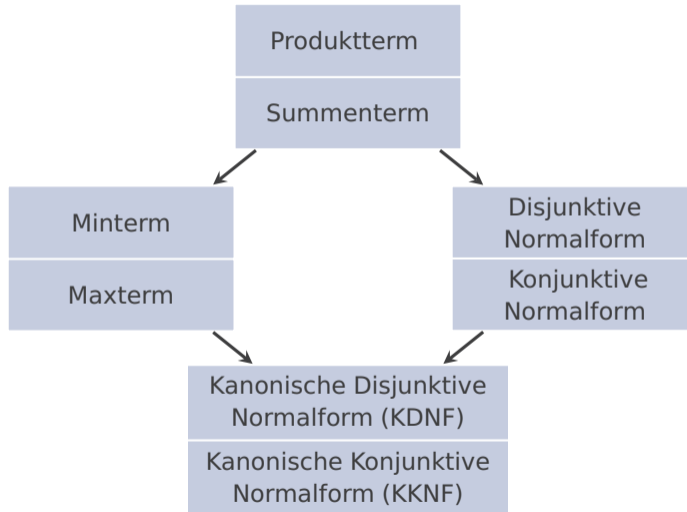 Produktterm
Summenterm
Minterm
Maxterm
Disjunktive
Normalform
Konjunktive
Normalform
Kanonische Disjunktive
Normalform (KDNF)
Kanonische Konjunktive
Normalform (KKNF)